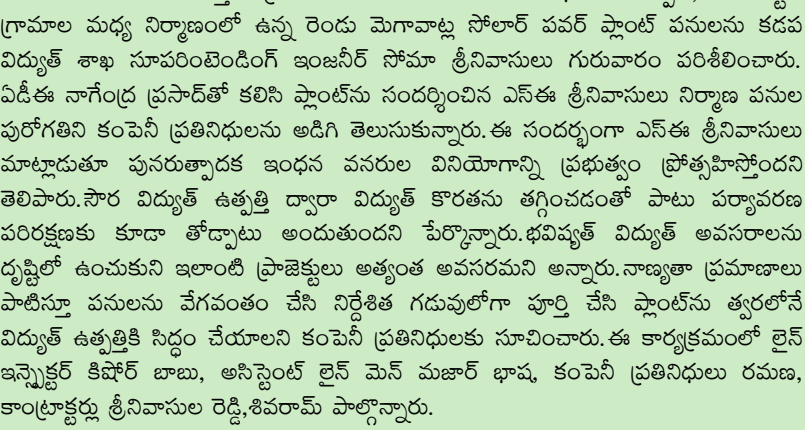 గ్రామాల మధ్య నిర్మాణంలో ఉన్న రెండు మెగావాట్ల సోలార్ పవర్ ప్లాంట్ పనులను కడప
విద్యుత్ శాఖ సూపరింటెండింగ్ ఇంజనీర్ సోమా శ్రీనివాసులు గురువారం పరిశీలించారు.
ఏడీఈ నాగేంద్ర ప్రసాద్‌తో కలిసి ప్లాంట్‌ను సందర్శించిన ఎస్ఈ శ్రీనివాసులు నిర్మాణ పనుల
పురోగతిని కంపెనీ ప్రతినిధులను అడిగి తెలుసుకున్నారు.ఈ సందర్భంగా ఎస్ఈ శ్రీనివాసులు
మాట్లాడుతూ పునరుత్పాదక ఇంధన వనరుల వినియోగాన్ని ప్రభుత్వం ప్రోత్సహిస్తోందని
తెలిపారు.సౌర విద్యుత్ ఉత్పత్తి ద్వారా విద్యుత్ కొరతను తగ్గించడంతో పాటు పర్యావరణ
పరిరక్షణకు కూడా తోడ్పాటు అందుతుందని పేర్కొన్నారు.భవిష్యత్ విద్యుత్ అవసరాలను
దృష్టిలో ఉంచుకుని ఇలాంటి ప్రాజెక్టులు అత్యంత అవసరమని అన్నారు.నాణ్యతా ప్రమాణాలు
పాటిస్తూ పనులను వేగవంతం చేసి నిర్దేశిత గడువులోగా పూర్తి చేసి ప్లాంట్‌ను త్వరలోనే
విద్యుత్ ఉత్పత్తికి సిద్ధం చేయాలని కంపెనీ ప్రతినిధులకు సూచించారు.ఈ కార్యక్రమంలో లైన్
ఇన్స్పెక్టర్ కిషోర్ బాబు, అసిస్టెంట్ లైన్ మెన్ మజార్ భాష, కంపెనీ ప్రతినిధులు రమణ,
కాంట్రాక్టర్లు శ్రీనివాసుల రెడ్డి,శివరామ్ పాల్గొన్నారు.